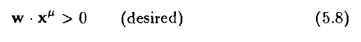 w · x^μ > 0 (desired) (5.8)